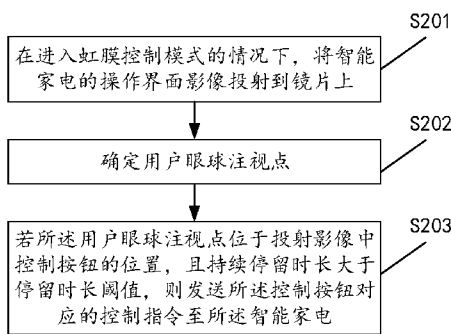 S201
在进入虹膜控制模式的情况下，将智能
家电的操作界面影像投射到镜片上
S202
确定用户眼球注视点
S203
若所述用户眼球注视点位于投射影像中
控制按钮的位置，且持续停留时长大于
停留时长阈值，则发送所述控制按钮对
应的控制指令至所述智能家电